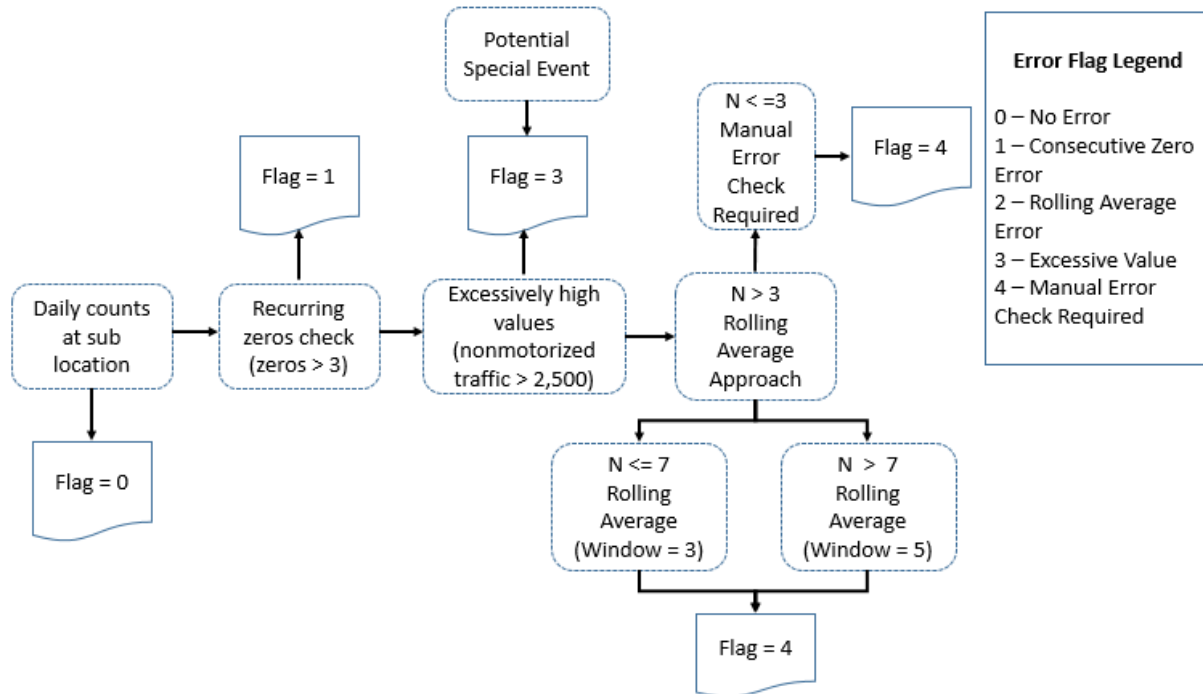 Potential
Special Event
Error Flag Legend
0 – No Error
1 – Consecutive Zero
Error
2 – Rolling Average
Error
3 – Excessive Value
4 – Manual Error
Check Required
N < =3
Manual
Error
Check
Required
Flag = 4
Flag = 1
Flag = 3
Daily counts
at sub
location
Recurring
zeros check
(zeros > 3)
Excessively high
values
(nonmotorized
traffic > 2,500)
N > 3
Rolling
Average
Approach
Flag = 0
N <= 7
Rolling
Average
(Window = 3)
N > 7
Rolling
Average
(Window = 5)
Flag = 4